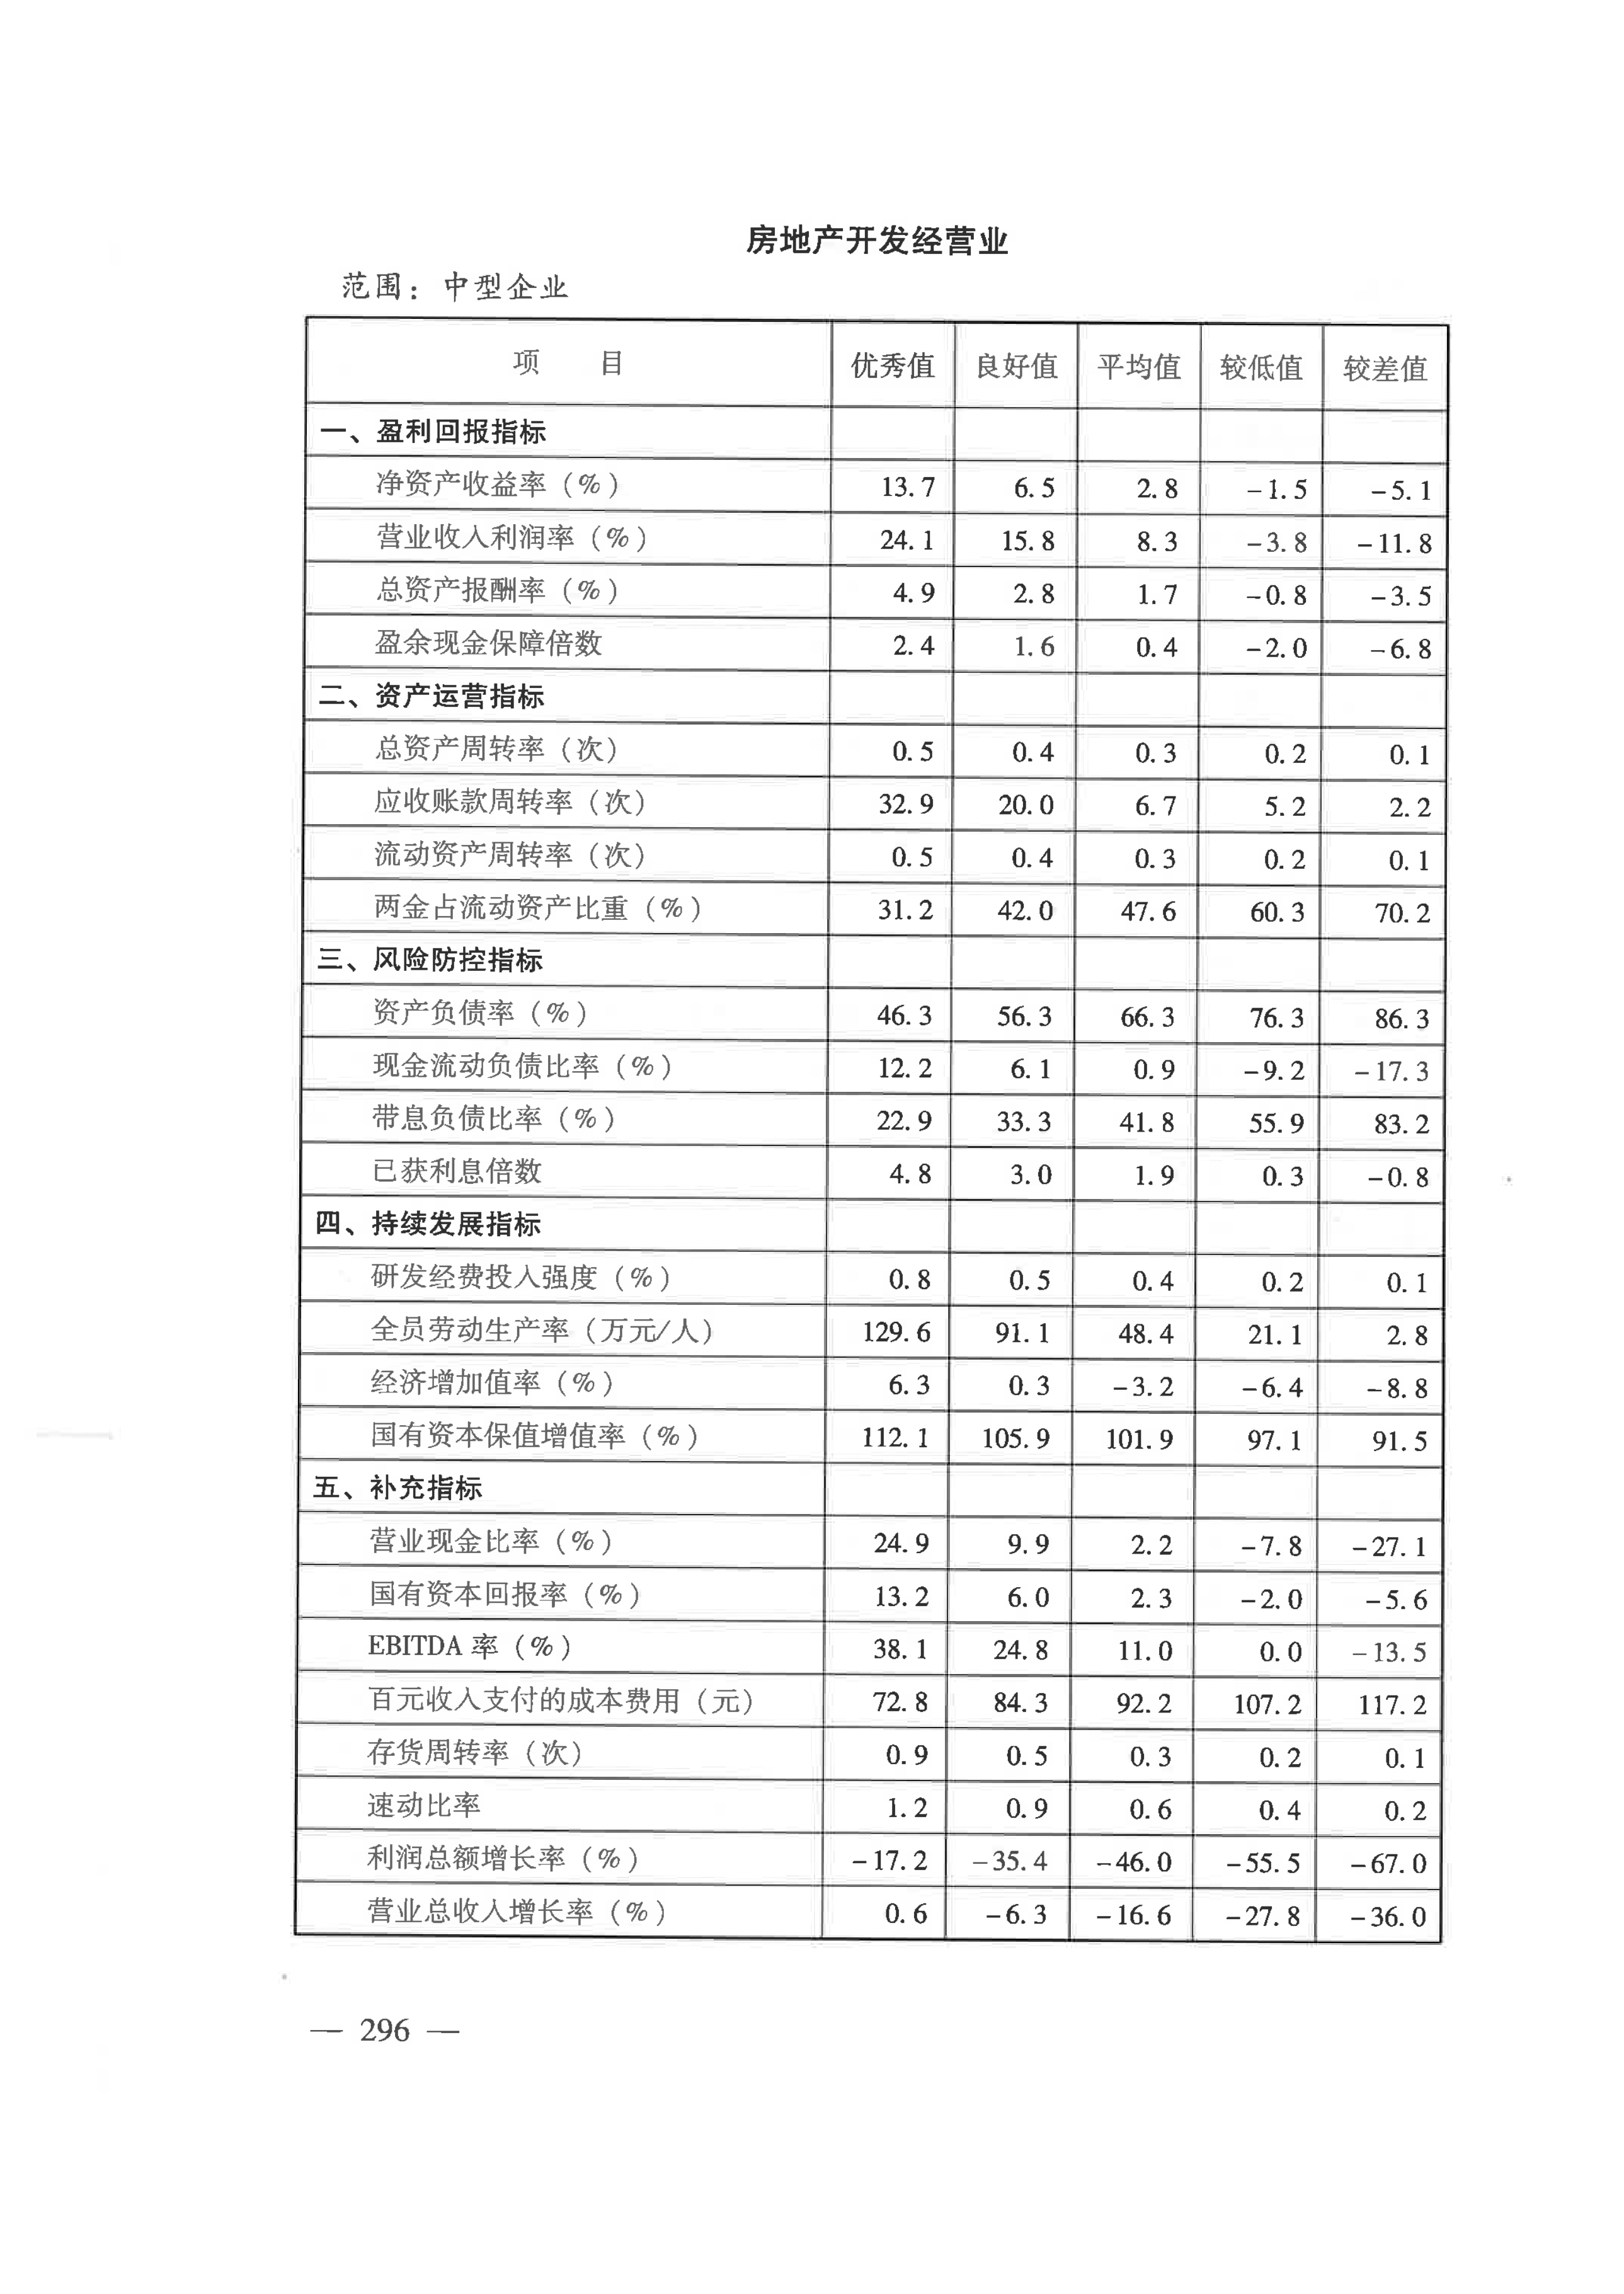 房地产开发经营业
范围：中型企业
项 目 优秀值 良好值 平均值 较低值 较差值
一、盈利回报指标
净资产收益率（%） 13.7 6.5 2.8 -1.5 -5.1
营业收入利润率（%） 24.1 15.8 8.3 -3.8 -11.8
总资产报酬率（%） 4.9 2.8 1.7 -0.8 -3.5
盈余现金保障倍数 2.4 1.6 0.4 -2.0 -6.8
二、资产运营指标
总资产周转率（次） 0.5 0.4 0.3 0.2 0.1
应收账款周转率（次） 32.9 20.0 6.7 5.2 2.2
流动资产周转率（次） 0.5 0.4 0.3 0.2 0.1
两金占流动资产比重（%） 31.2 42.0 47.6 60.3 70.2
三、风险防控指标
资产负债率（%） 46.3 56.3 66.3 76.3 86.3
现金流动负债比率（%） 12.2 6.1 0.9 -9.2 -17.3
带息负债比率（%） 22.9 33.3 41.8 55.9 83.2
已获利息倍数 4.8 3.0 1.9 0.3 -0.8
四、持续发展指标
研发经费投入强度（%） 0.8 0.5 0.4 0.2 0.1
全员劳动生产率（万元/人） 129.6 91.1 48.4 21.1 2.8
经济增加值率（%） 6.3 0.3 -3.2 -6.4 -8.8
国有资本保值增值率（%） 112.1 105.9 101.9 97.1 91.5
五、补充指标
营业现金比率（%） 24.9 9.9 2.2 -7.8 -27.1
国有资本回报率（%） 13.2 6.0 2.3 -2.0 -5.6
EBITDA 率（%） 38.1 24.8 11.0 0.0 -13.5
百元收入支付的成本费用（元） 72.8 84.3 92.2 107.2 117.2
存货周转率（次） 0.9 0.5 0.3 0.2 0.1
速动比率 1.2 0.9 0.6 0.4 0.2
利润总额增长率（%） -17.2 -35.4 -46.0 -55.5 -67.0
营业总收入增长率（%） 0.6 -6.3 -16.6 -27.8 -36.0
— 296 —